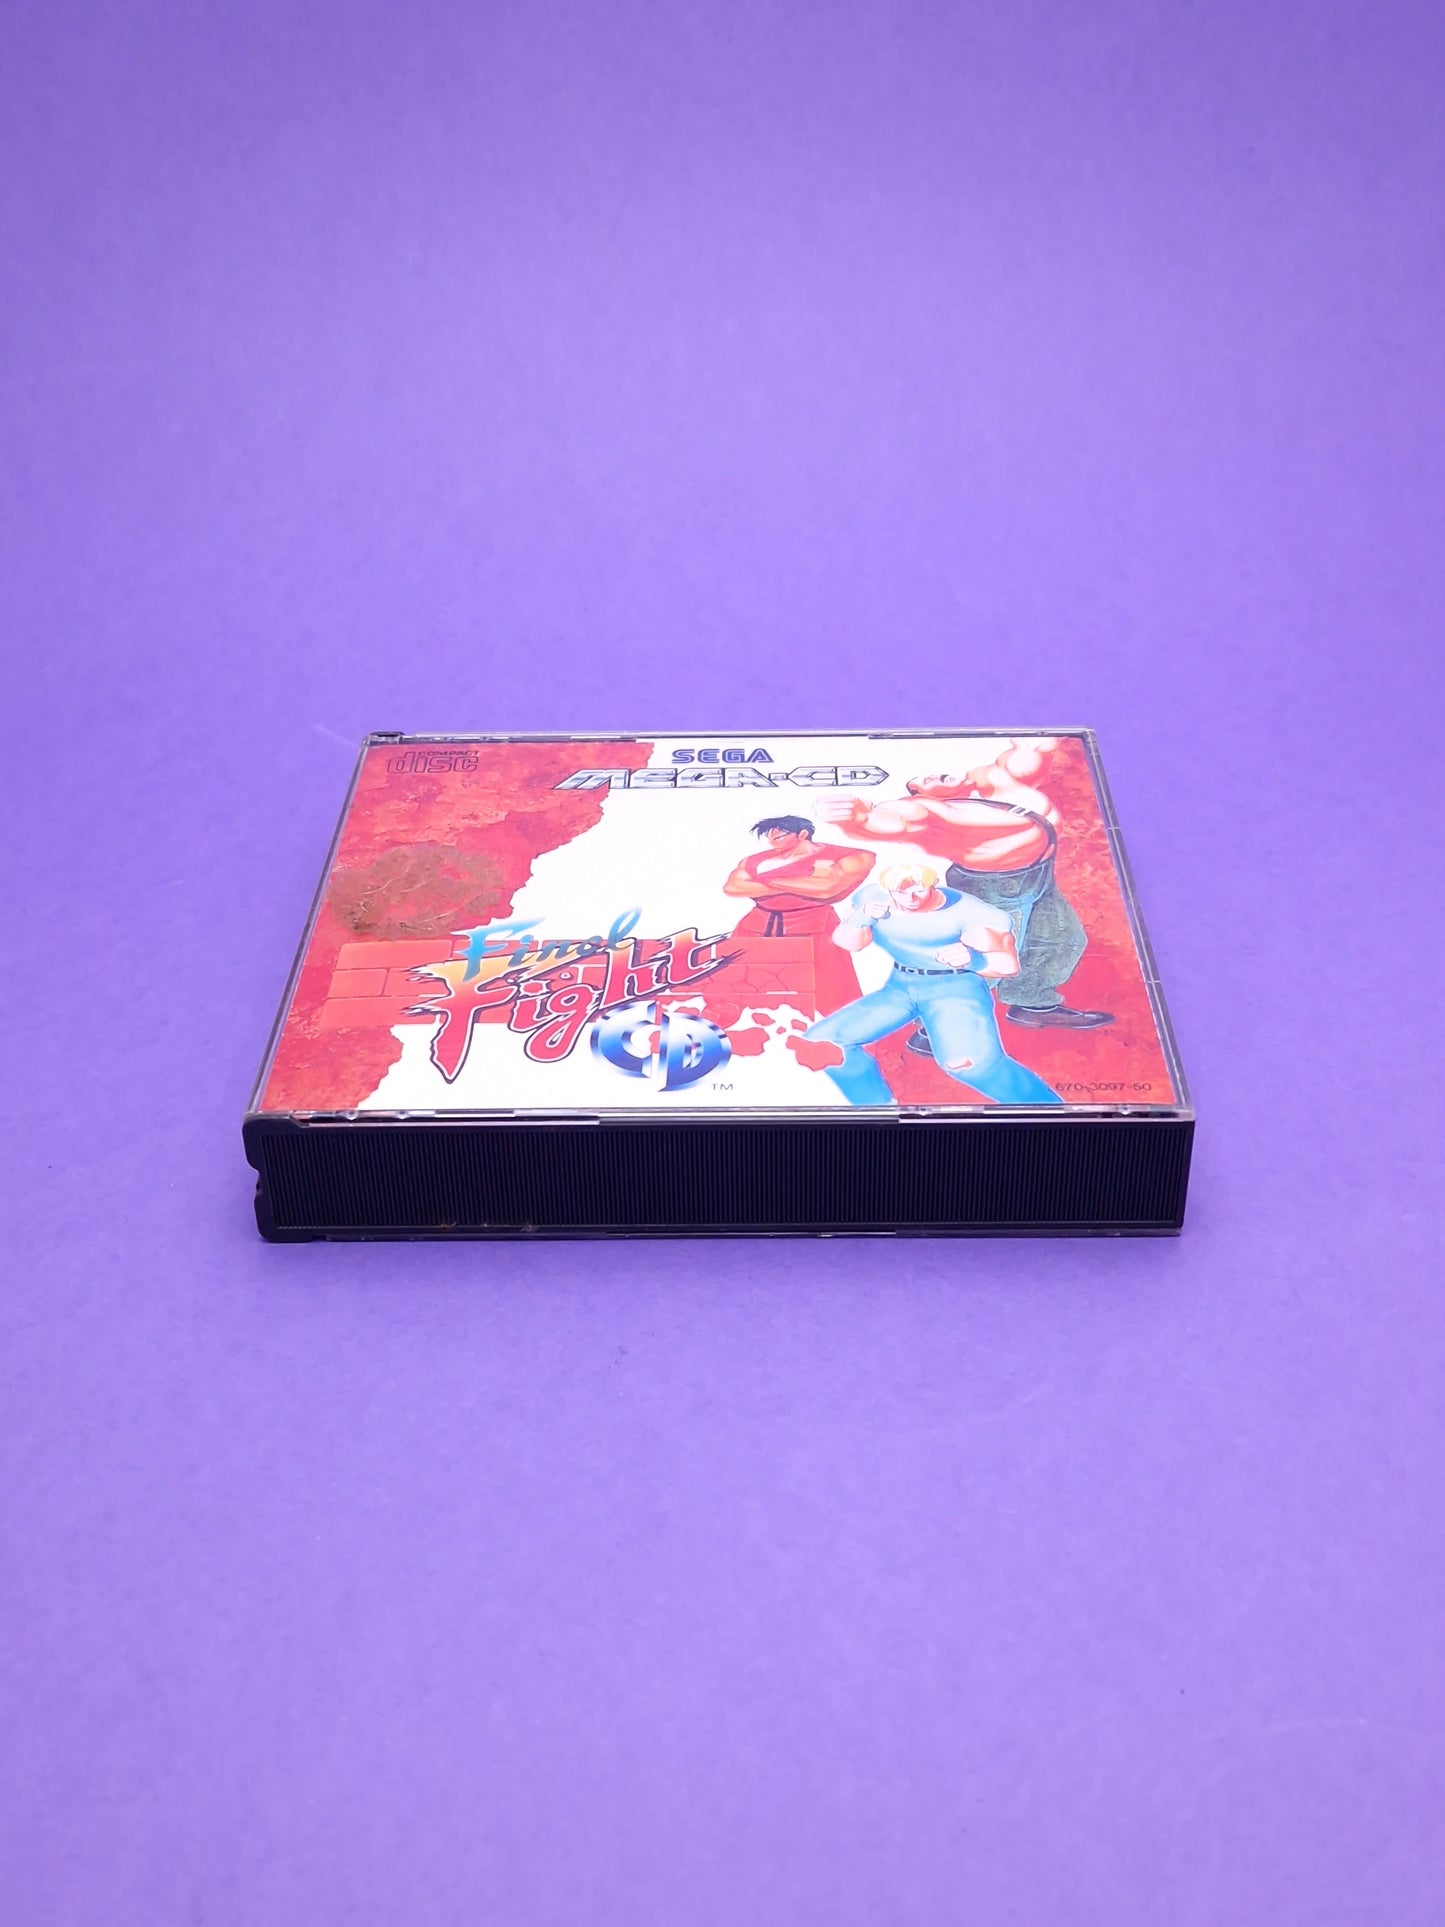 COMPACT
disc
SEGA
MEGA-CD
Final
Fight
CD
TM
670-3097-50